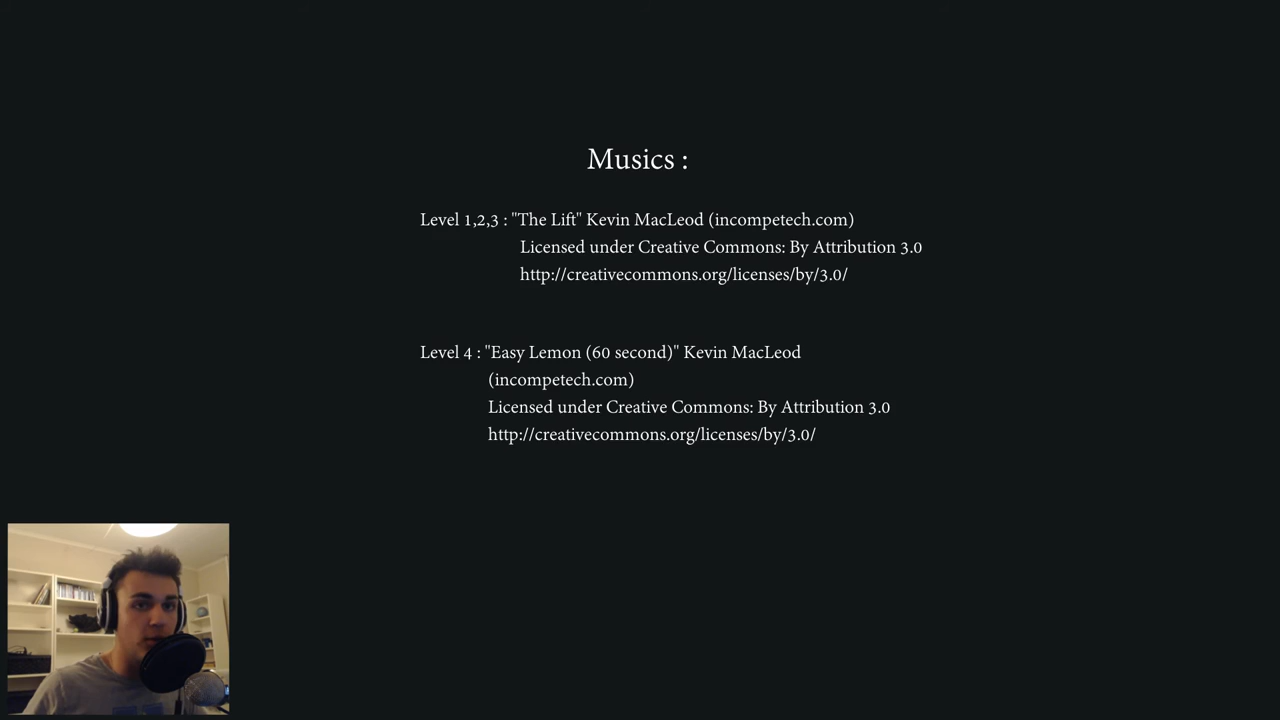 Musics :
Level 1,2,3 : "The Lift" Kevin MacLeod (incompetech.com)
Licensed under Creative Commons: By Attribution 3.0
http://creativecommons.org/licenses/by/3.0/
Level 4 : "Easy Lemon (60 second)" Kevin MacLeod
(incompetech.com)
Licensed under Creative Commons: By Attribution 3.0
http://creativecommons.org/licenses/by/3.0/